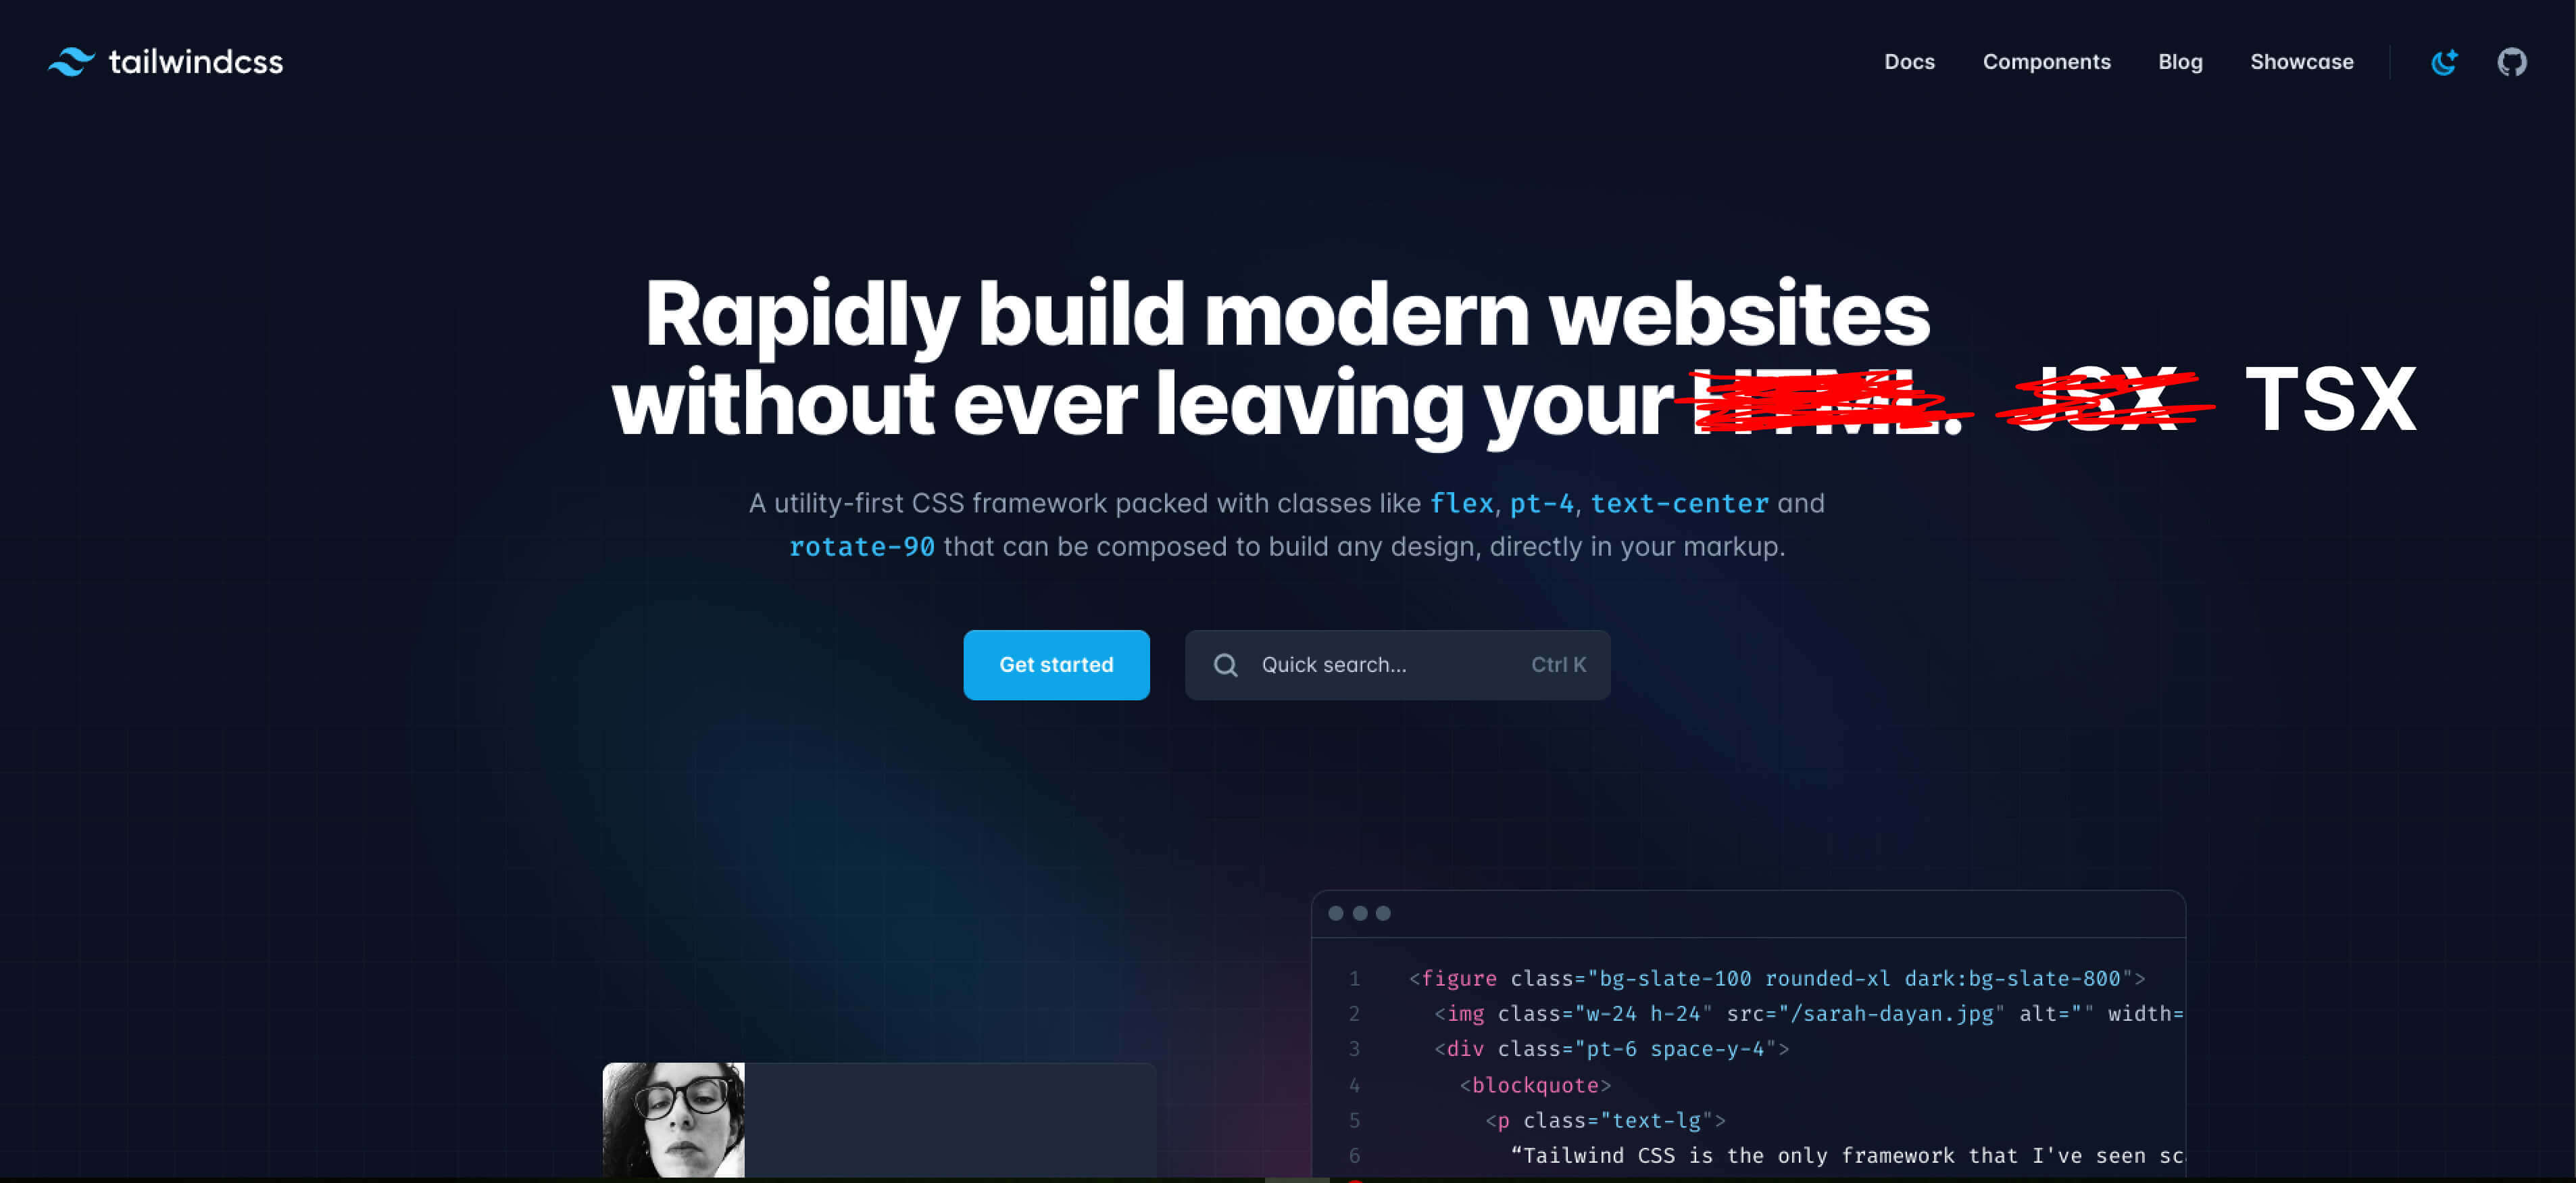 tailwindcss
Docs Components Blog Showcase
Rapidly build modern websites
without ever leaving your HTML. JSX TSX
A utility-first CSS framework packed with classes like flex, pt-4, text-center and
rotate-90 that can be composed to build any design, directly in your markup.
Get started
Quick search... Ctrl K
1 <figure class="bg-slate-100 rounded-xl dark:bg-slate-800">
2 <img class="w-24 h-24" src="/sarah-dayan.jpg" alt="" width=
3 <div class="pt-6 space-y-4">
4 <blockquote>
5 <p class="text-lg">
6 “Tailwind CSS is the only framework that I've seen sc